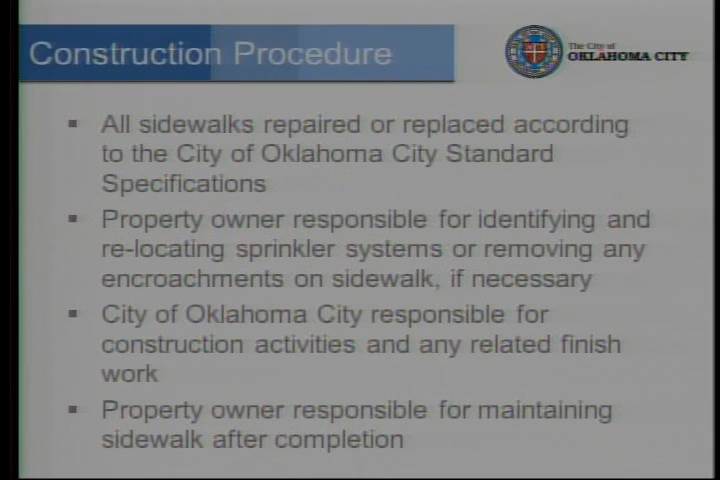 Construction Procedure
The City of
OKLAHOMA CITY
▪ All sidewalks repaired or replaced according
to the City of Oklahoma City Standard
Specifications
▪ Property owner responsible for identifying and
re-locating sprinkler systems or removing any
encroachments on sidewalk, if necessary
▪ City of Oklahoma City responsible for
construction activities and any related finish
work
▪ Property owner responsible for maintaining
sidewalk after completion